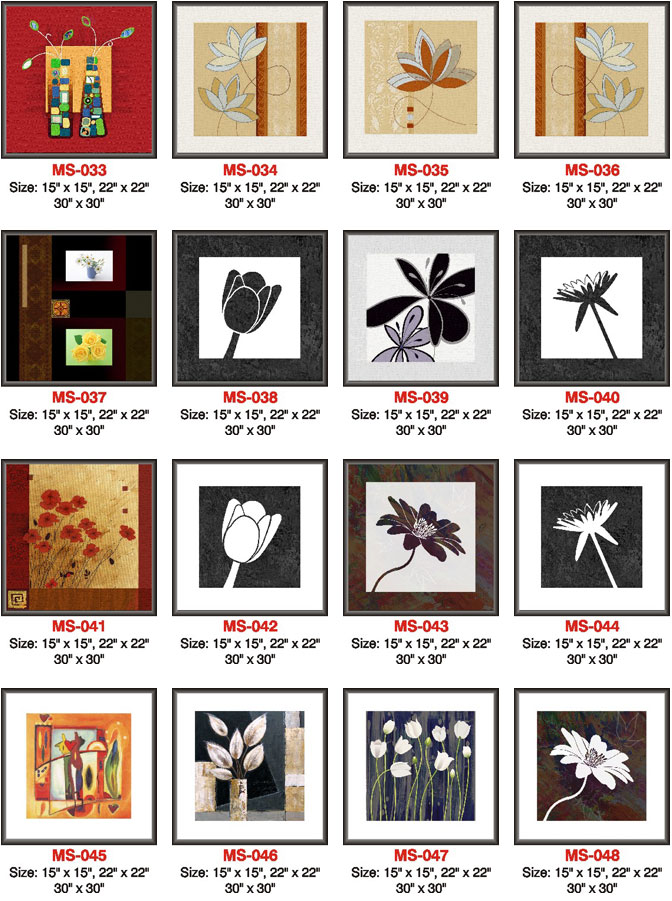 MS-033
Size: 15" x 15", 22" x 22"
30" x 30"
MS-034
Size: 15" x 15", 22" x 22"
30" x 30"
MS-035
Size: 15" x 15", 22" x 22"
30" x 30"
MS-036
Size: 15" x 15", 22" x 22"
30" x 30"
MS-037
Size: 15" x 15", 22" x 22"
30" x 30"
MS-038
Size: 15" x 15", 22" x 22"
30" x 30"
MS-039
Size: 15" x 15", 22" x 22"
30" x 30"
MS-040
Size: 15" x 15", 22" x 22"
30" x 30"
MS-041
Size: 15" x 15", 22" x 22"
30" x 30"
MS-042
Size: 15" x 15", 22" x 22"
30" x 30"
MS-043
Size: 15" x 15", 22" x 22"
30" x 30"
MS-044
Size: 15" x 15", 22" x 22"
30" x 30"
MS-045
Size: 15" x 15", 22" x 22"
30" x 30"
MS-046
Size: 15" x 15", 22" x 22"
30" x 30"
MS-047
Size: 15" x 15", 22" x 22"
30" x 30"
MS-048
Size: 15" x 15", 22" x 22"
30" x 30"